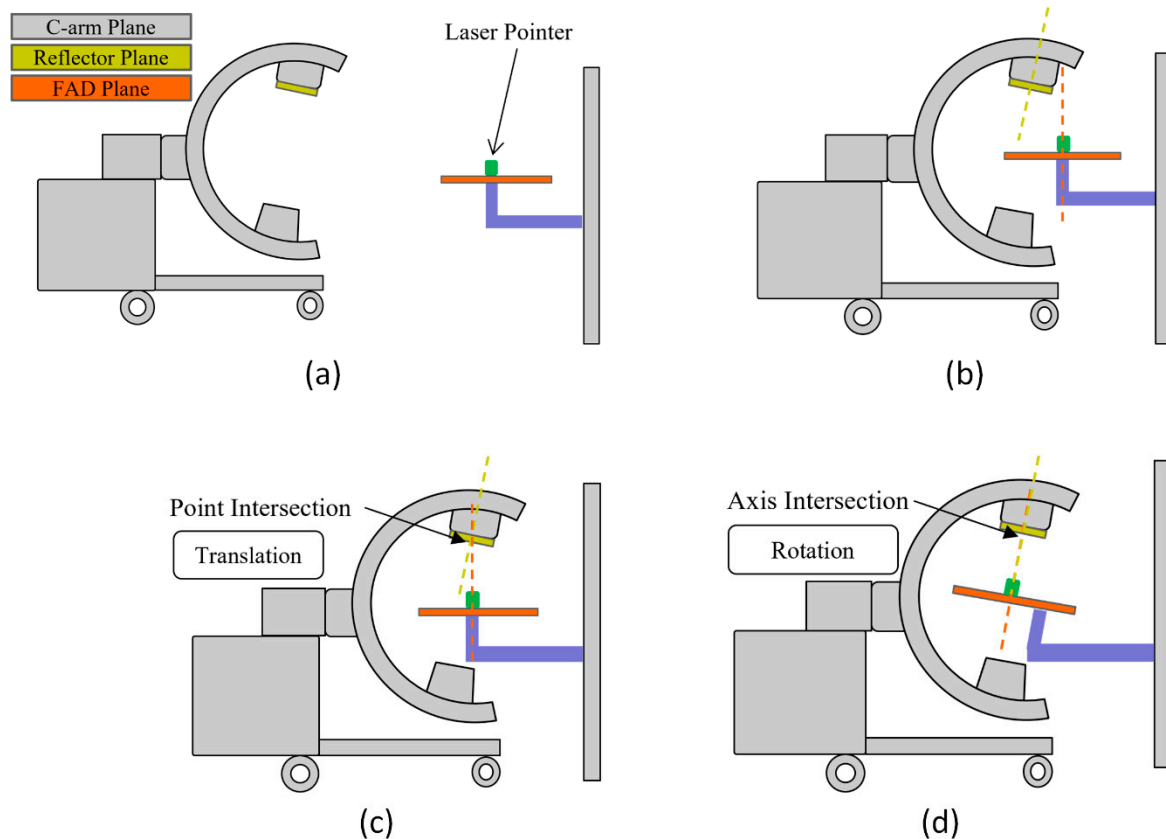 C-arm Plane
Reflector Plane
FAD Plane
Laser Pointer
(a)
(b)
Point Intersection
Translation
(c)
Axis Intersection
Rotation
(d)